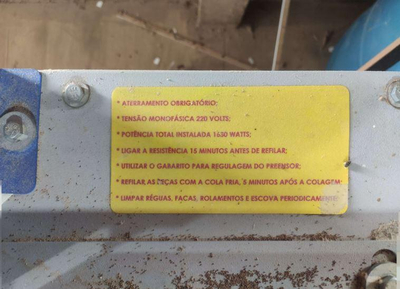 * ATERRAMENTO OBRIGATÓRIO;
* TENSÃO MONOFÁSICA 220 VOLTS;
* POTÊNCIA TOTAL INSTALADA 1630 WATTS;
* LIGAR A RESISTÊNCIA 15 MINUTOS ANTES DE REFILAR;
* UTILIZAR O GABARITO PARA REGULAGEM DO PREENSOR;
* REFILAR AS PEÇAS COM A COLA FRIA, 5 MINUTOS APÓS A COLAGEM;
* LIMPAR RÉGUAS, FACAS, ROLAMENTOS E ESCOVA PERIODICAMENTE